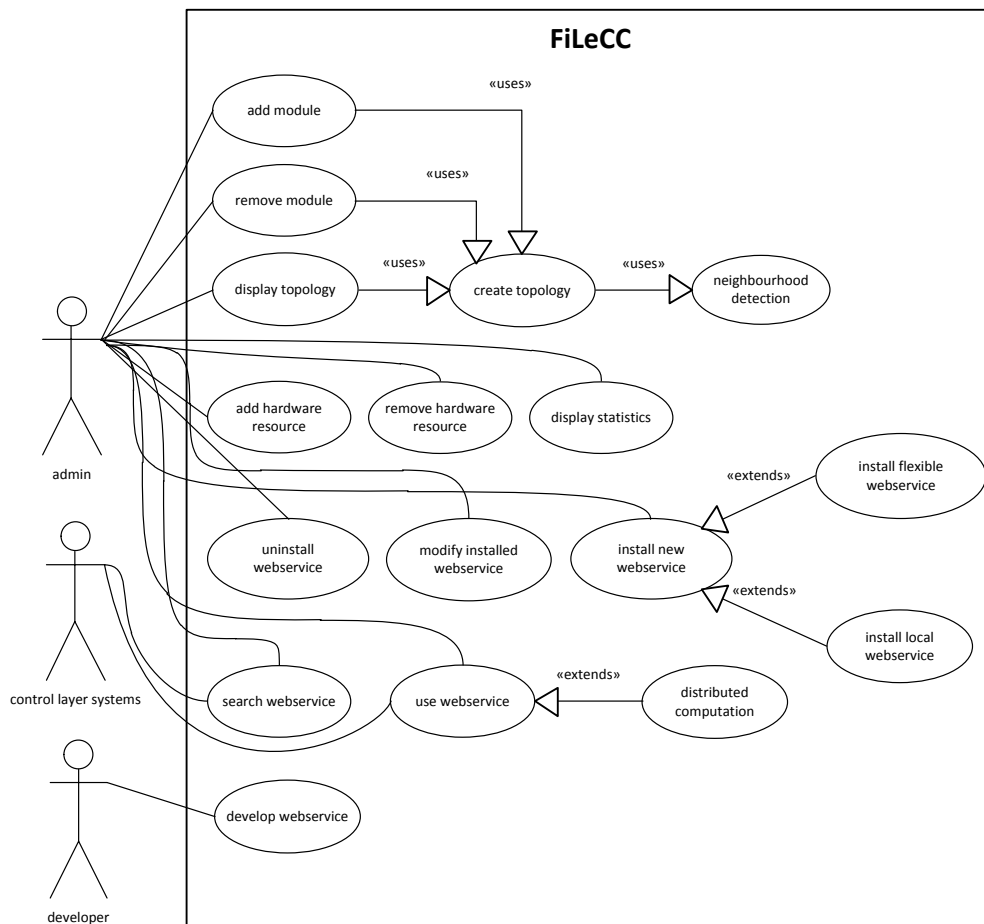 FiLeCC
«uses»
add module
«uses»
remove module
«uses»
«uses»
display topology
create topology
neighbourhood
detection
add hardware
resource
remove hardware
resource
display statistics
admin
«extends»
install flexible
webservice
uninstall
webservice
modify installed
webservice
install new
webservice
«extends»
install local
webservice
control layer systems
search webservice
use webservice
«extends»
distributed
computation
develop webservice
developer